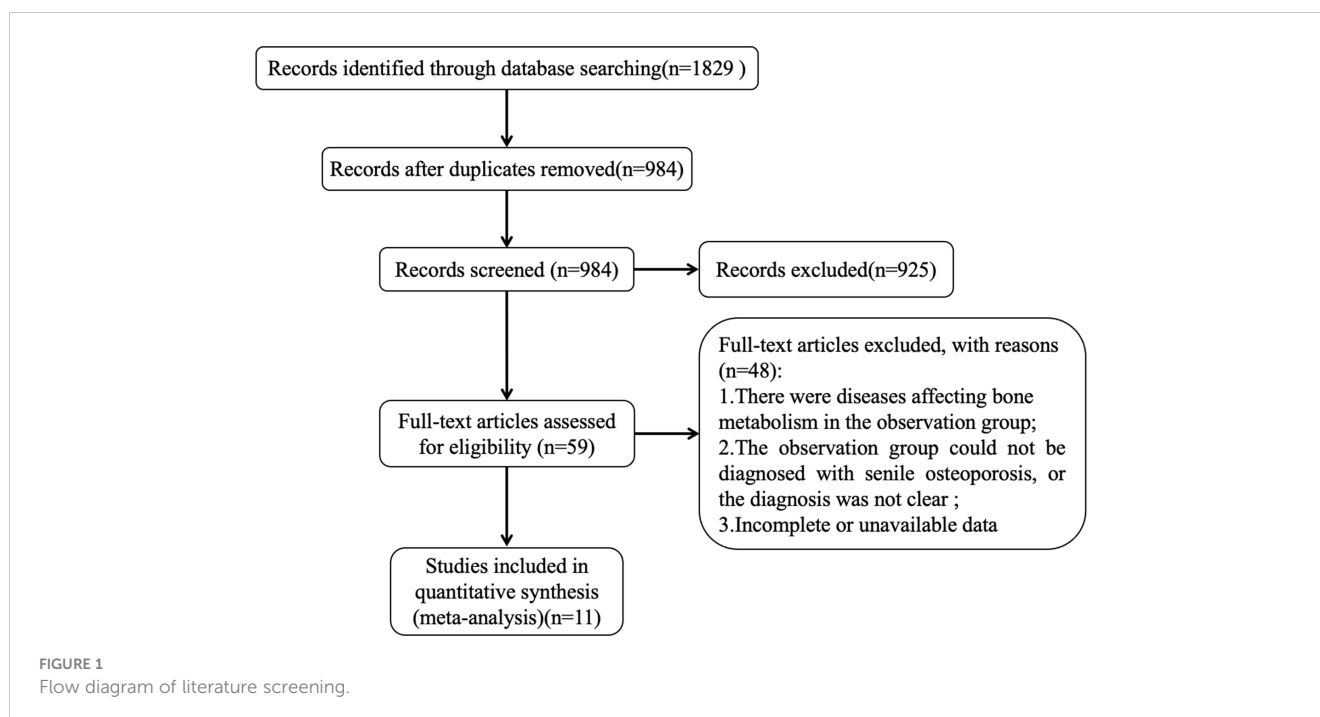 Records identified through database searching(n=1829 )
Records after duplicates removed(n=984)
Records screened (n=984)
Records excluded(n=925)
Full-text articles assessed
for eligibility (n=59)
Full-text articles excluded, with reasons
(n=48):
1.There were diseases affecting bone
metabolism in the observation group;
2.The observation group could not be
diagnosed with senile osteoporosis, or
the diagnosis was not clear ;
3.Incomplete or unavailable data
Studies included in
quantitative synthesis
(meta-analysis)(n=11)
FIGURE 1
Flow diagram of literature screening.